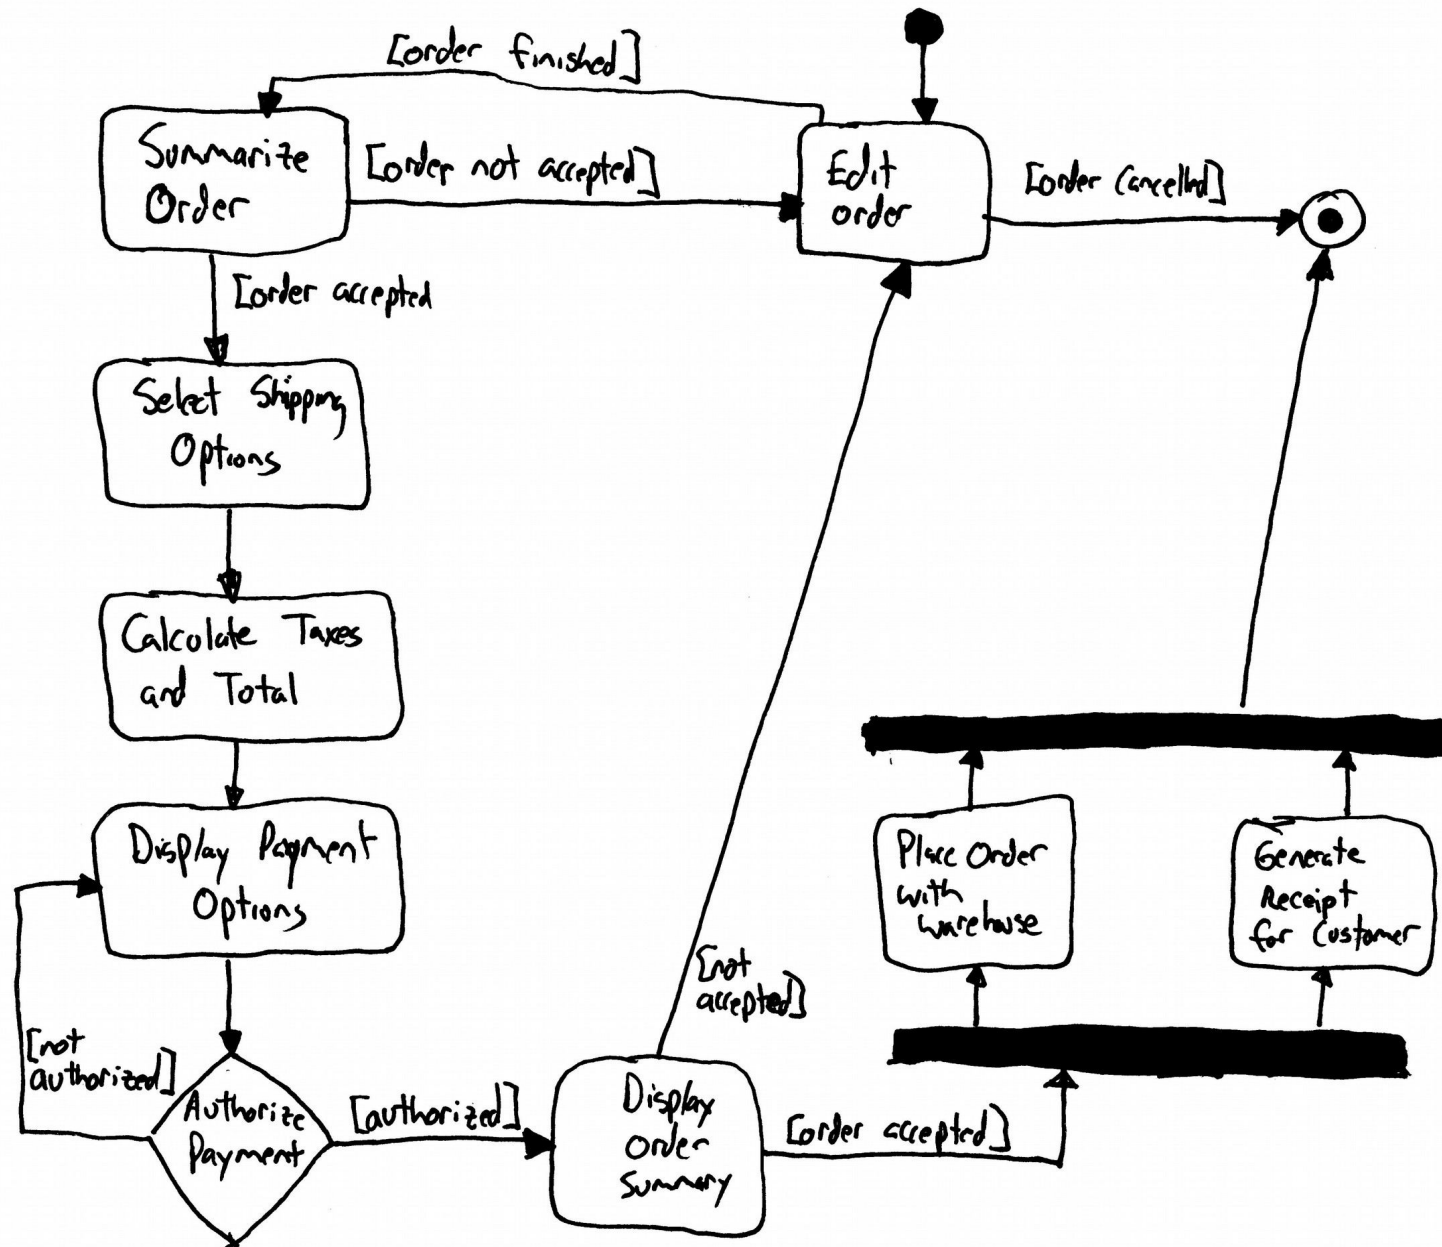 [order finished]
Summarize
Order
[order not accepted]
Edit
order
[order cancelled]
[order accepted
Select Shipping
Options
Calculate Taxes
and Total
Display Payment
Options
[not
authorized]
Authorize
Payment
[authorized]
Display
Order
Summary
[not
accepted]
[order accepted]
Place Order
with
warehouse
Generate
Receipt
for Customer